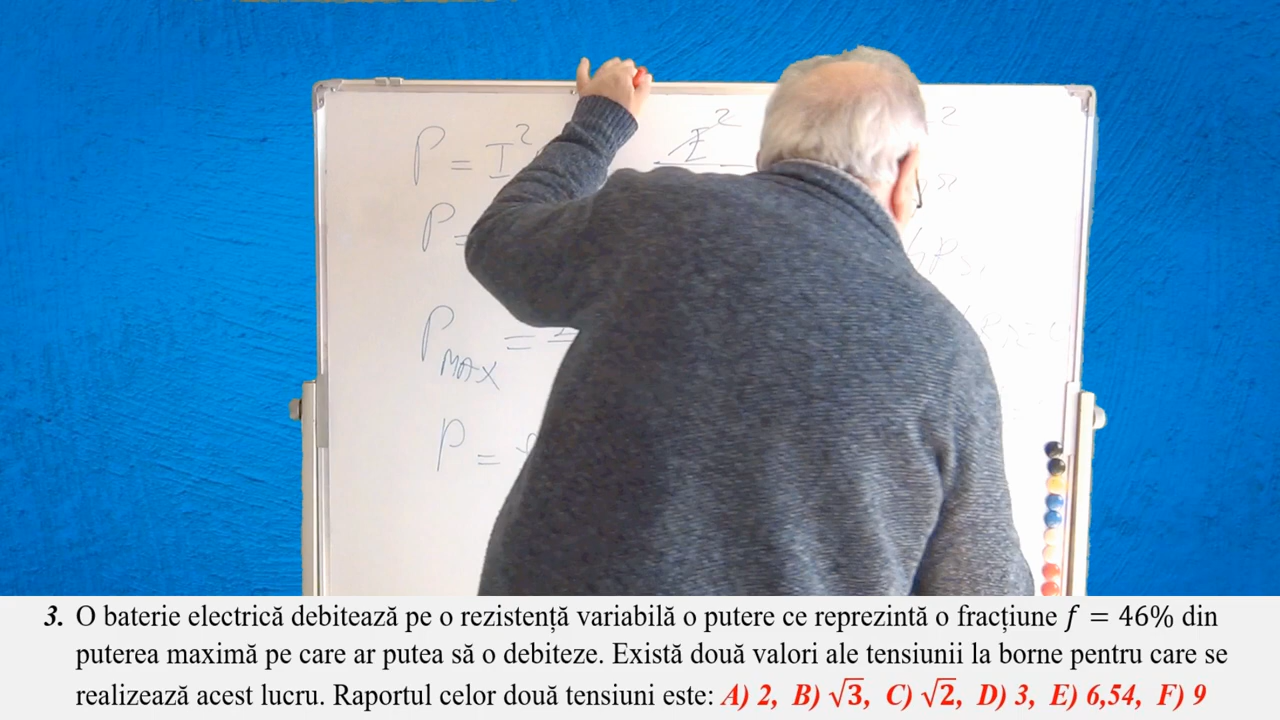 P = I²
E²
P =
P MAX =
P =
3. O baterie electrică debitează pe o rezistență variabilă o putere ce reprezintă o fracțiune f = 46% din
puterea maximă pe care ar putea să o debiteze. Există două valori ale tensiunii la borne pentru care se
realizează acest lucru. Raportul celor două tensiuni este: A) 2, B) √3, C) √2, D) 3, E) 6,54, F) 9